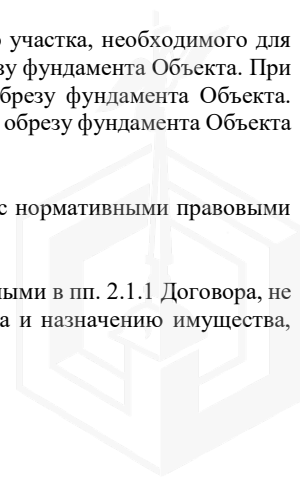 участка, необходимого для
зу фундамента Объекта. При
брезу фундамента Объекта.
обрезу фундамента Объекта
с нормативными правовыми
ыми в пп. 2.1.1 Договора, не
а и назначению имущества,